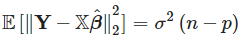 𝔼 [‖𝐘 − 𝕏𝛃̂‖₂²] = σ² (n − p)